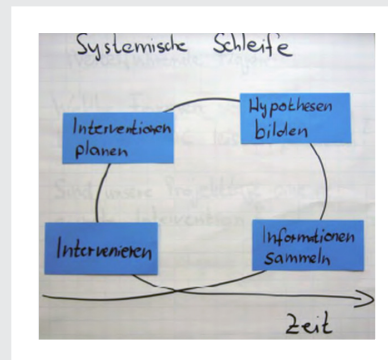 Systemische Schleife
Hypothesen
bilden
Interventionen
planen
Informationen
sammeln
Intervenieren
Zeit